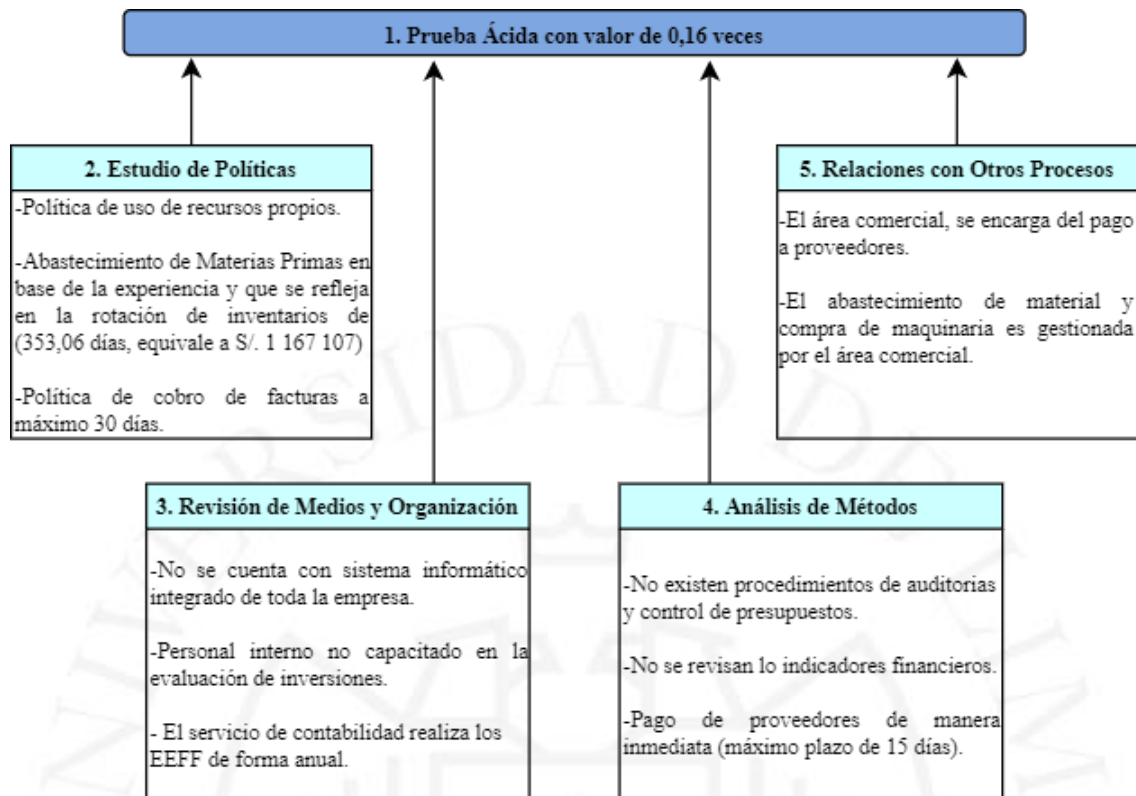 1. Prueba Ácida con valor de 0,16 veces
2. Estudio de Políticas
-Política de uso de recursos propios.
-Abastecimiento de Materias Primas en
base de la experiencia y que se refleja
en la rotación de inventarios de
(353,06 días, equivale a S/. 1 167 107)
-Política de cobro de facturas a
máximo 30 días.
5. Relaciones con Otros Procesos
-El área comercial, se encarga del pago
a proveedores.
-El abastecimiento de material y
compra de maquinaria es gestionada
por el área comercial.
3. Revisión de Medios y Organización
-No se cuenta con sistema informático
integrado de toda la empresa.
-Personal interno no capacitado en la
evaluación de inversiones.
- El servicio de contabilidad realiza los
EEFF de forma anual.
4. Análisis de Métodos
-No existen procedimientos de auditorias
y control de presupuestos.
-No se revisan lo indicadores financieros.
-Pago de proveedores de manera
inmediata (máximo plazo de 15 días).
NIVERSIDAD DE LIM